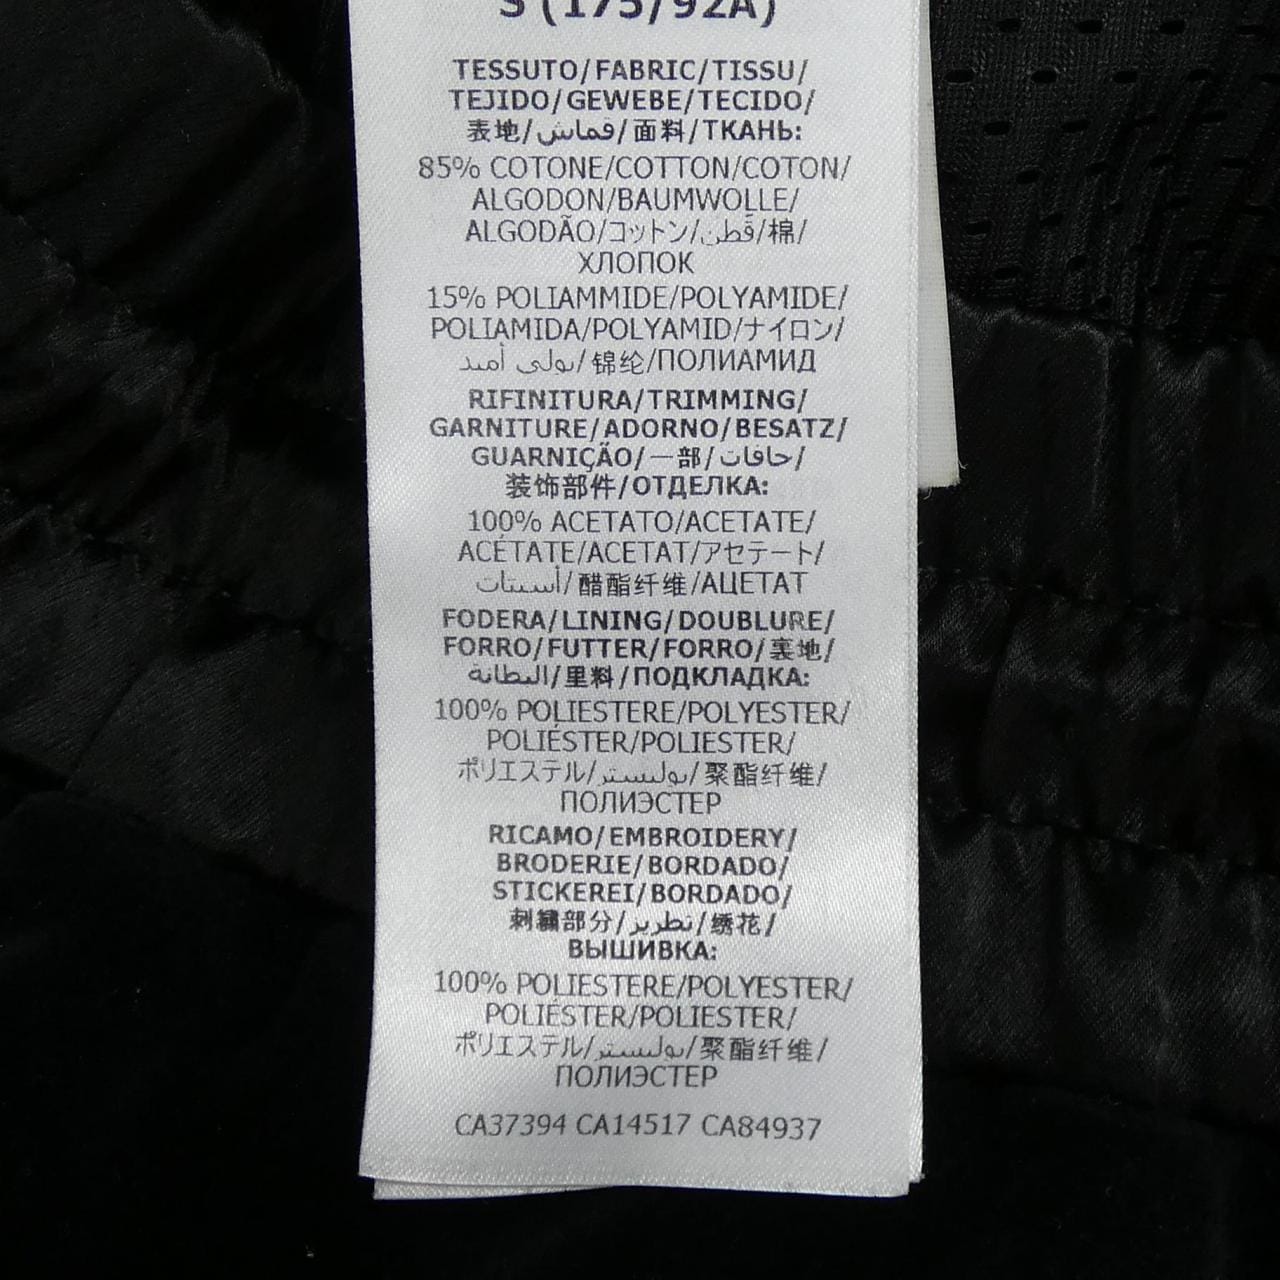 S (175/92A)
TESSUTO/FABRIC/TISSU/
TEJIDO/GEWEBE/TECIDO/
表地/قماش/面料/ТКАНЬ:
85% COTONE/COTTON/COTON/
ALGODON/BAUMWOLLE/
ALGODÃO/コットン/قطن/棉/
ХЛОПОК
15% POLIAMMIDE/POLYAMIDE/
POLIAMIDA/POLYAMID/ナイロン/
بولي أميد/锦纶/ПОЛИАМИД
RIFINITURA/TRIMMING/
GARNITURE/ADORNO/BESATZ/
GUARNIÇÃO/一部/حافات/
装饰部件/ОТДЕЛКА:
100% ACETATO/ACETATE/
ACÉTATE/ACETAT/アセテート/
أسيتات/醋酯纤维/АЦЕТАТ
FODERA/LINING/DOUBLURE/
FORRO/FUTTER/FORRO/裏地/
البطانة/里料/ПОДКЛАДКА:
100% POLIESTERE/POLYESTER/
POLIÉSTER/POLIESTER/
ポリエステル/بوليستر/聚酯纤维/
ПОЛИЭСТЕР
RICAMO/EMBROIDERY/
BRODERIE/BORDADO/
STICKEREI/BORDADO/
刺繍部分/تطريز/绣花/
ВЫШИВКА:
100% POLIESTERE/POLYESTER/
POLIÉSTER/POLIESTER/
ポリエステル/بوليستر/聚酯纤维/
ПОЛИЭСТЕР
CA37394 CA14517 CA84937